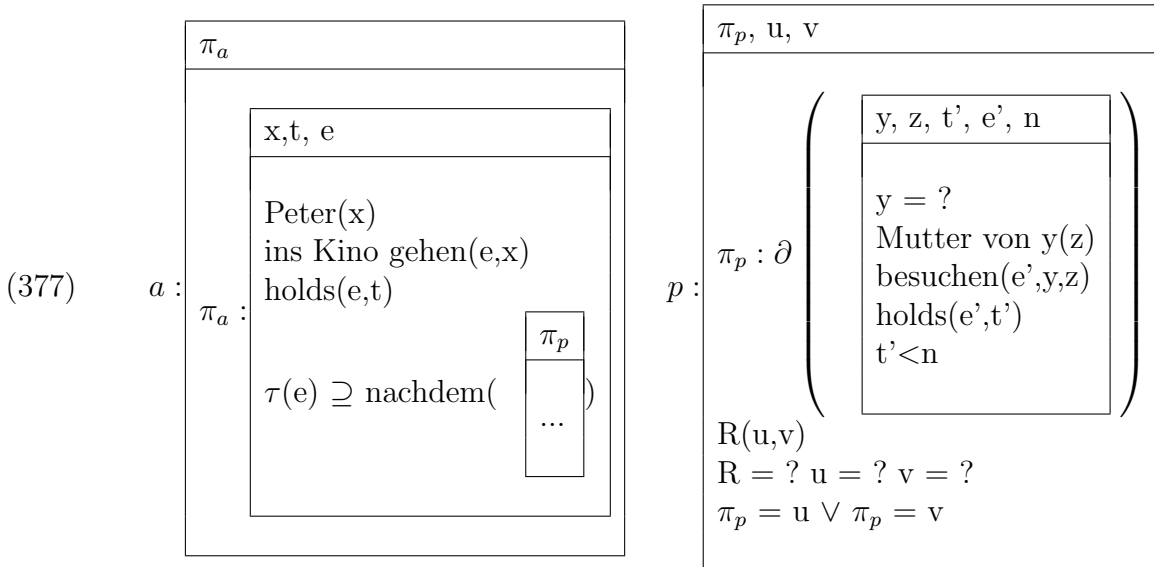 (377)
a:
π_a
π_a:
x,t, e
Peter(x)
ins Kino gehen(e,x)
holds(e,t)
τ(e) ⊇ nachdem(
π_p
...
)
p:
π_p, u, v
π_p : ∂
(
y, z, t', e', n
y = ?
Mutter von y(z)
besuchen(e',y,z)
holds(e',t')
t'<n
)
R(u,v)
R = ? u = ? v = ?
π_p = u ∨ π_p = v